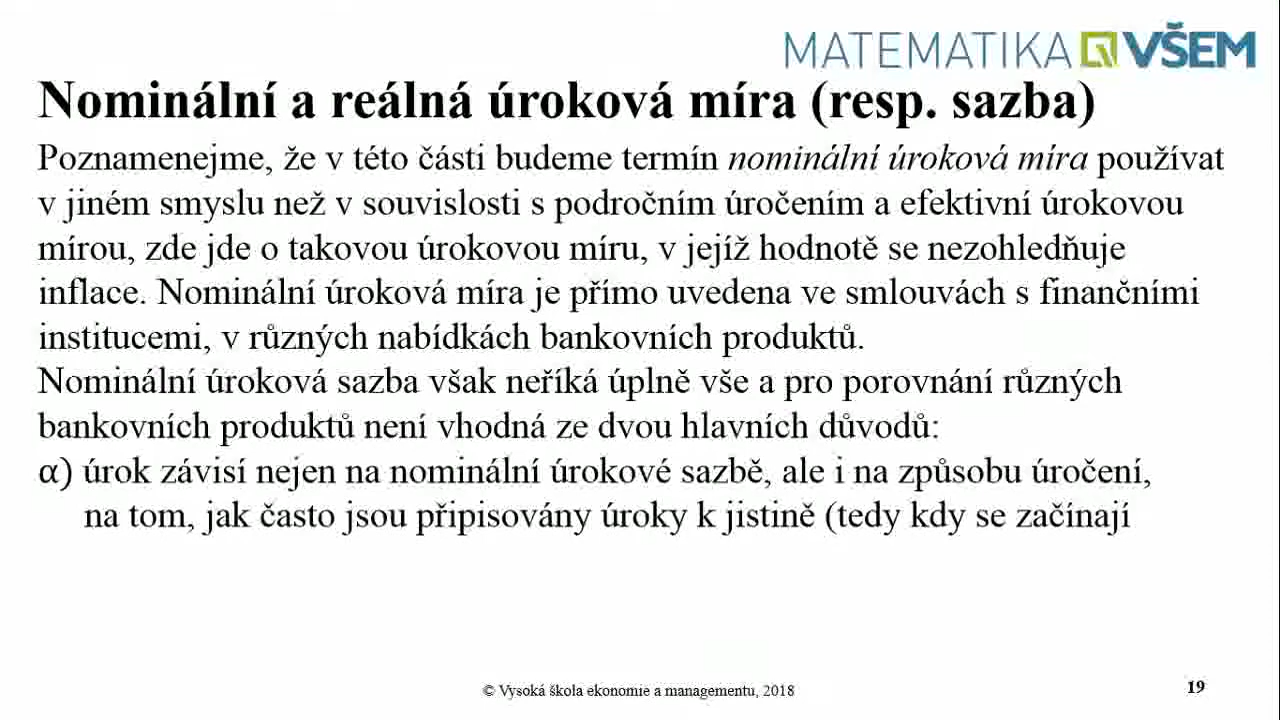 MATEMATIKA VŠEM
Nominální a reálná úroková míra (resp. sazba)
Poznamenejme, že v této části budeme termín nominální úroková míra používat
v jiném smyslu než v souvislosti s područním úročením a efektivní úrokovou
mírou, zde jde o takovou úrokovou míru, v jejíž hodnotě se nezohledňuje
inflace. Nominální úroková míra je přímo uvedena ve smlouvách s finančními
institucemi, v různých nabídkách bankovních produktů.
Nominální úroková sazba však neříká úplně vše a pro porovnání různých
bankovních produktů není vhodná ze dvou hlavních důvodů:
α) úrok závisí nejen na nominální úrokové sazbě, ale i na způsobu úročení,
na tom, jak často jsou připisovány úroky k jistině (tedy kdy se začínají
© Vysoká škola ekonomie a managementu, 2018
19